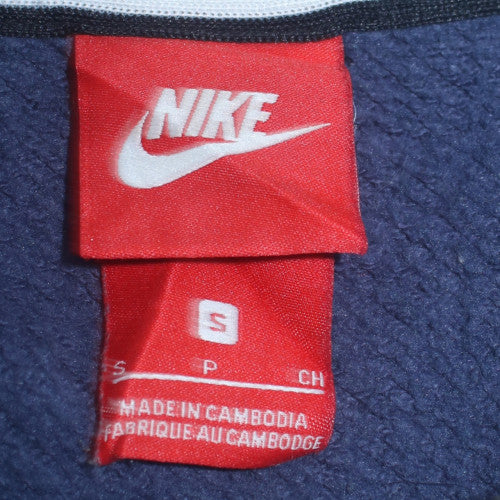 NIKE
S
S P CH
MADE IN CAMBODIA
FABRIQUE AU CAMBODGE